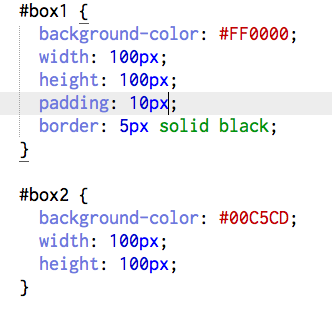 #box1 {
  background-color: #FF0000;
  width: 100px;
  height: 100px;
  padding: 10px;
  border: 5px solid black;
}

#box2 {
  background-color: #00C5CD;
  width: 100px;
  height: 100px;
}